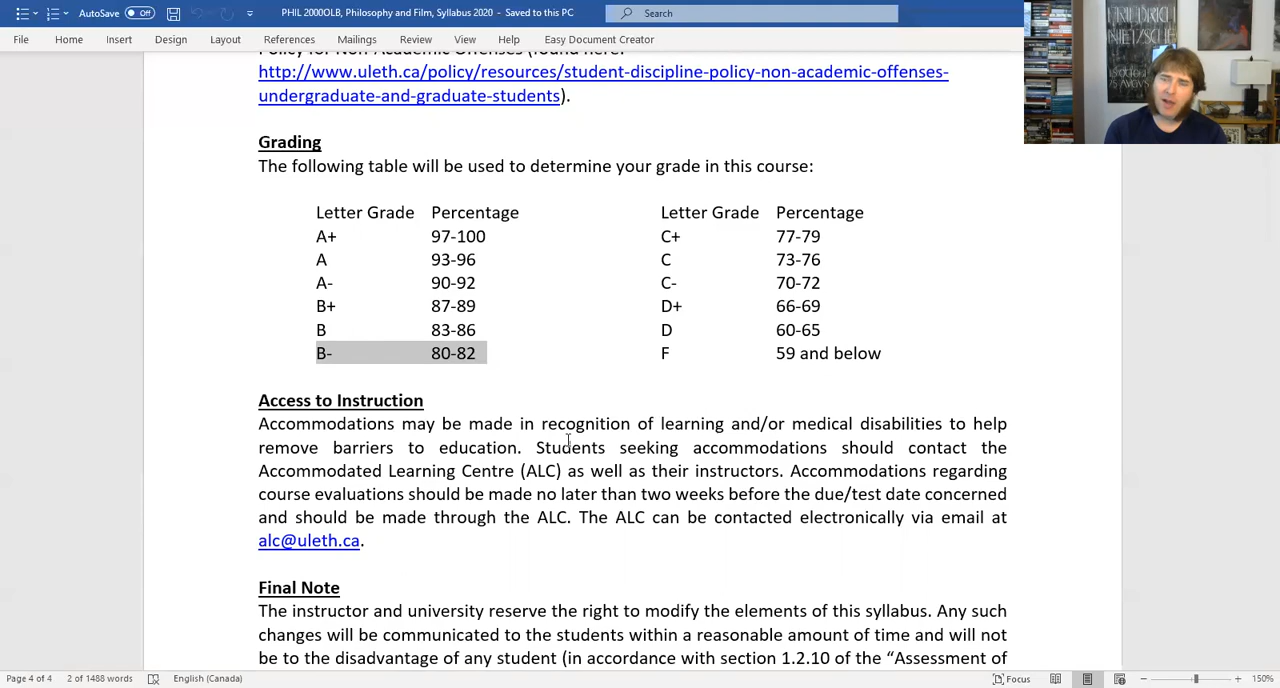 AutoSave Off
PHIL 2000OLB, Philosophy and Film, Syllabus 2020 - Saved to this PC
Search
File Home Insert Design Layout References Mailings Review View Help Easy Document Creator
FRIEDRICH
NIETZSCHE
Policy for Non-Academic Offenses (found here:
http://www.uleth.ca/policy/resources/student-discipline-policy-non-academic-offenses-
undergraduate-and-graduate-students).
Grading
The following table will be used to determine your grade in this course:
Letter Grade Percentage Letter Grade Percentage
A+ 97-100 C+ 77-79
A 93-96 C 73-76
A- 90-92 C- 70-72
B+ 87-89 D+ 66-69
B 83-86 D 60-65
B- 80-82 F 59 and below
Access to Instruction
Accommodations may be made in recognition of learning and/or medical disabilities to help
remove barriers to education. Students seeking accommodations should contact the
Accommodated Learning Centre (ALC) as well as their instructors. Accommodations regarding
course evaluations should be made no later than two weeks before the due/test date concerned
and should be made through the ALC. The ALC can be contacted electronically via email at
alc@uleth.ca.
Final Note
The instructor and university reserve the right to modify the elements of this syllabus. Any such
changes will be communicated to the students within a reasonable amount of time and will not
be to the disadvantage of any student (in accordance with section 1.2.10 of the “Assessment of
Page 4 of 4 2 of 1488 words English (Canada) Focus 150%